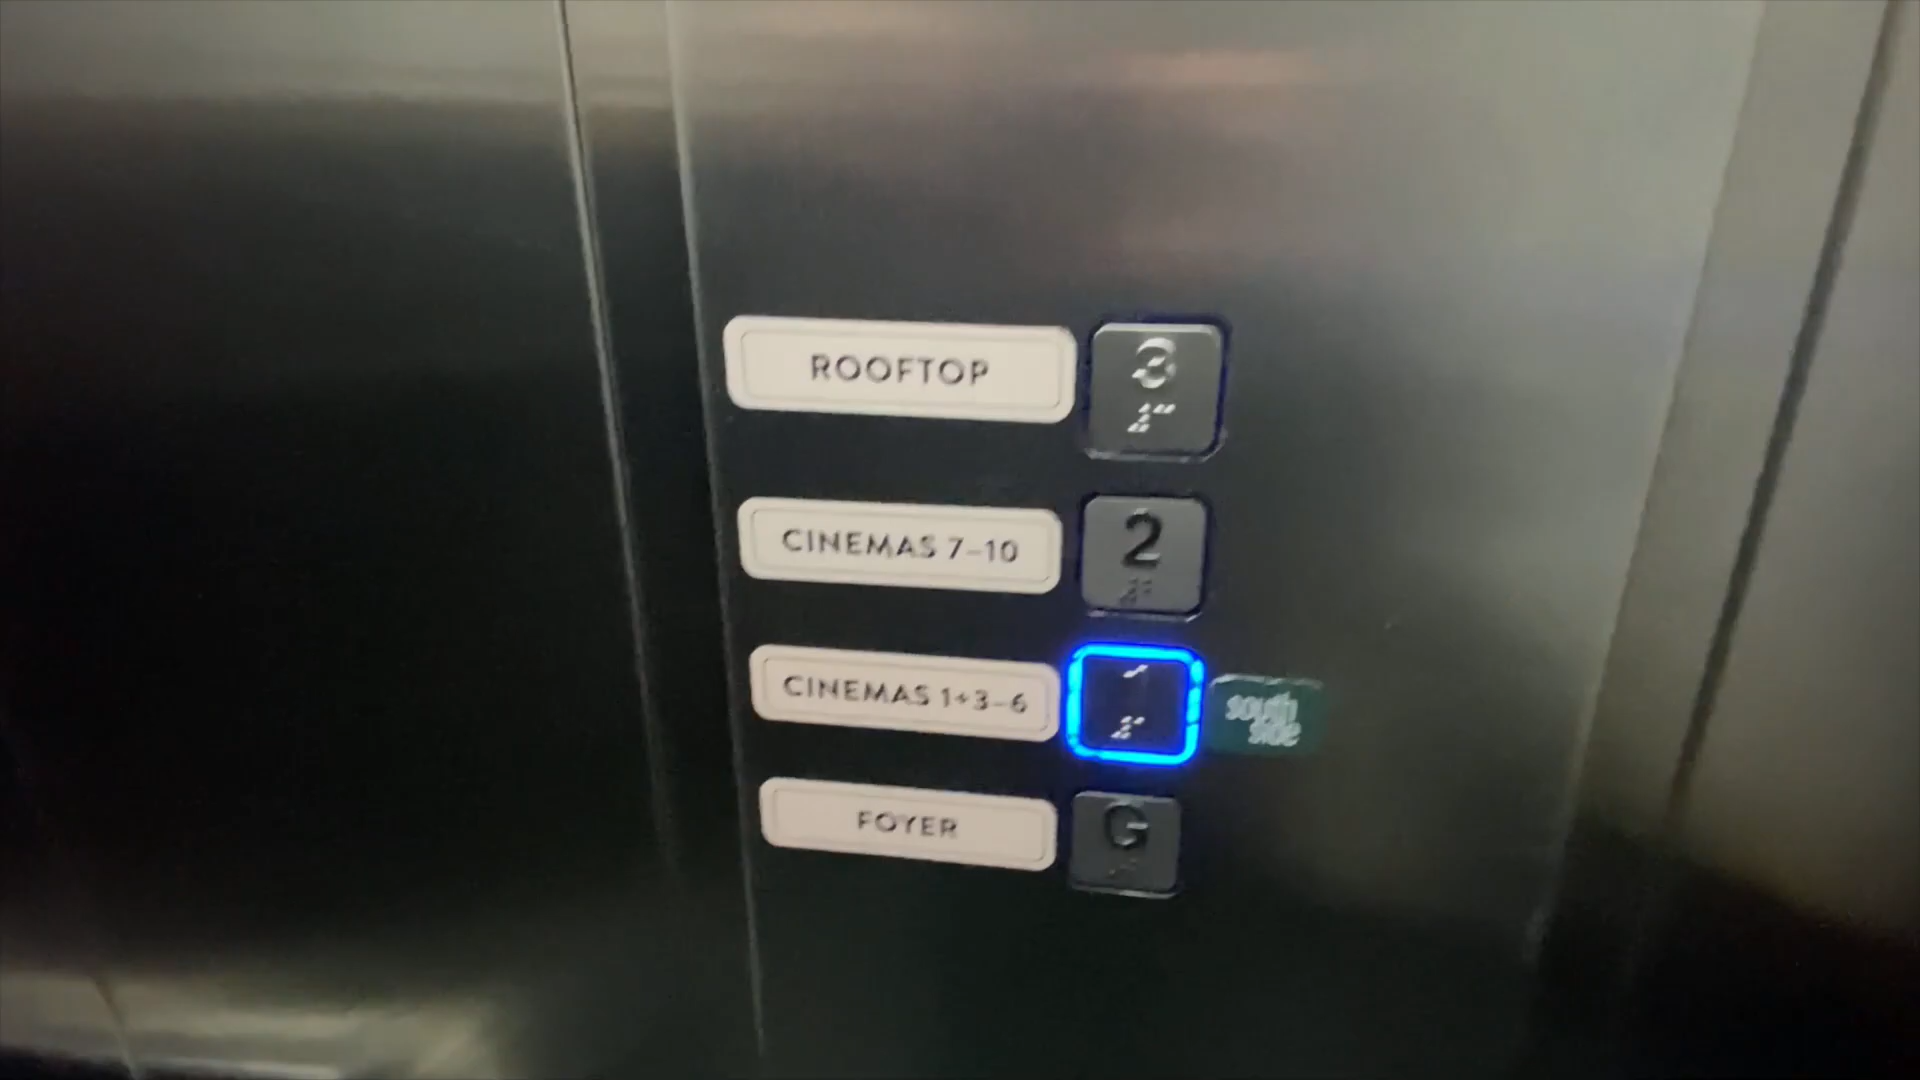 ROOFTOP 3
CINEMAS 7-10 2
CINEMAS 1+3-6 1
south
side
FOYER G